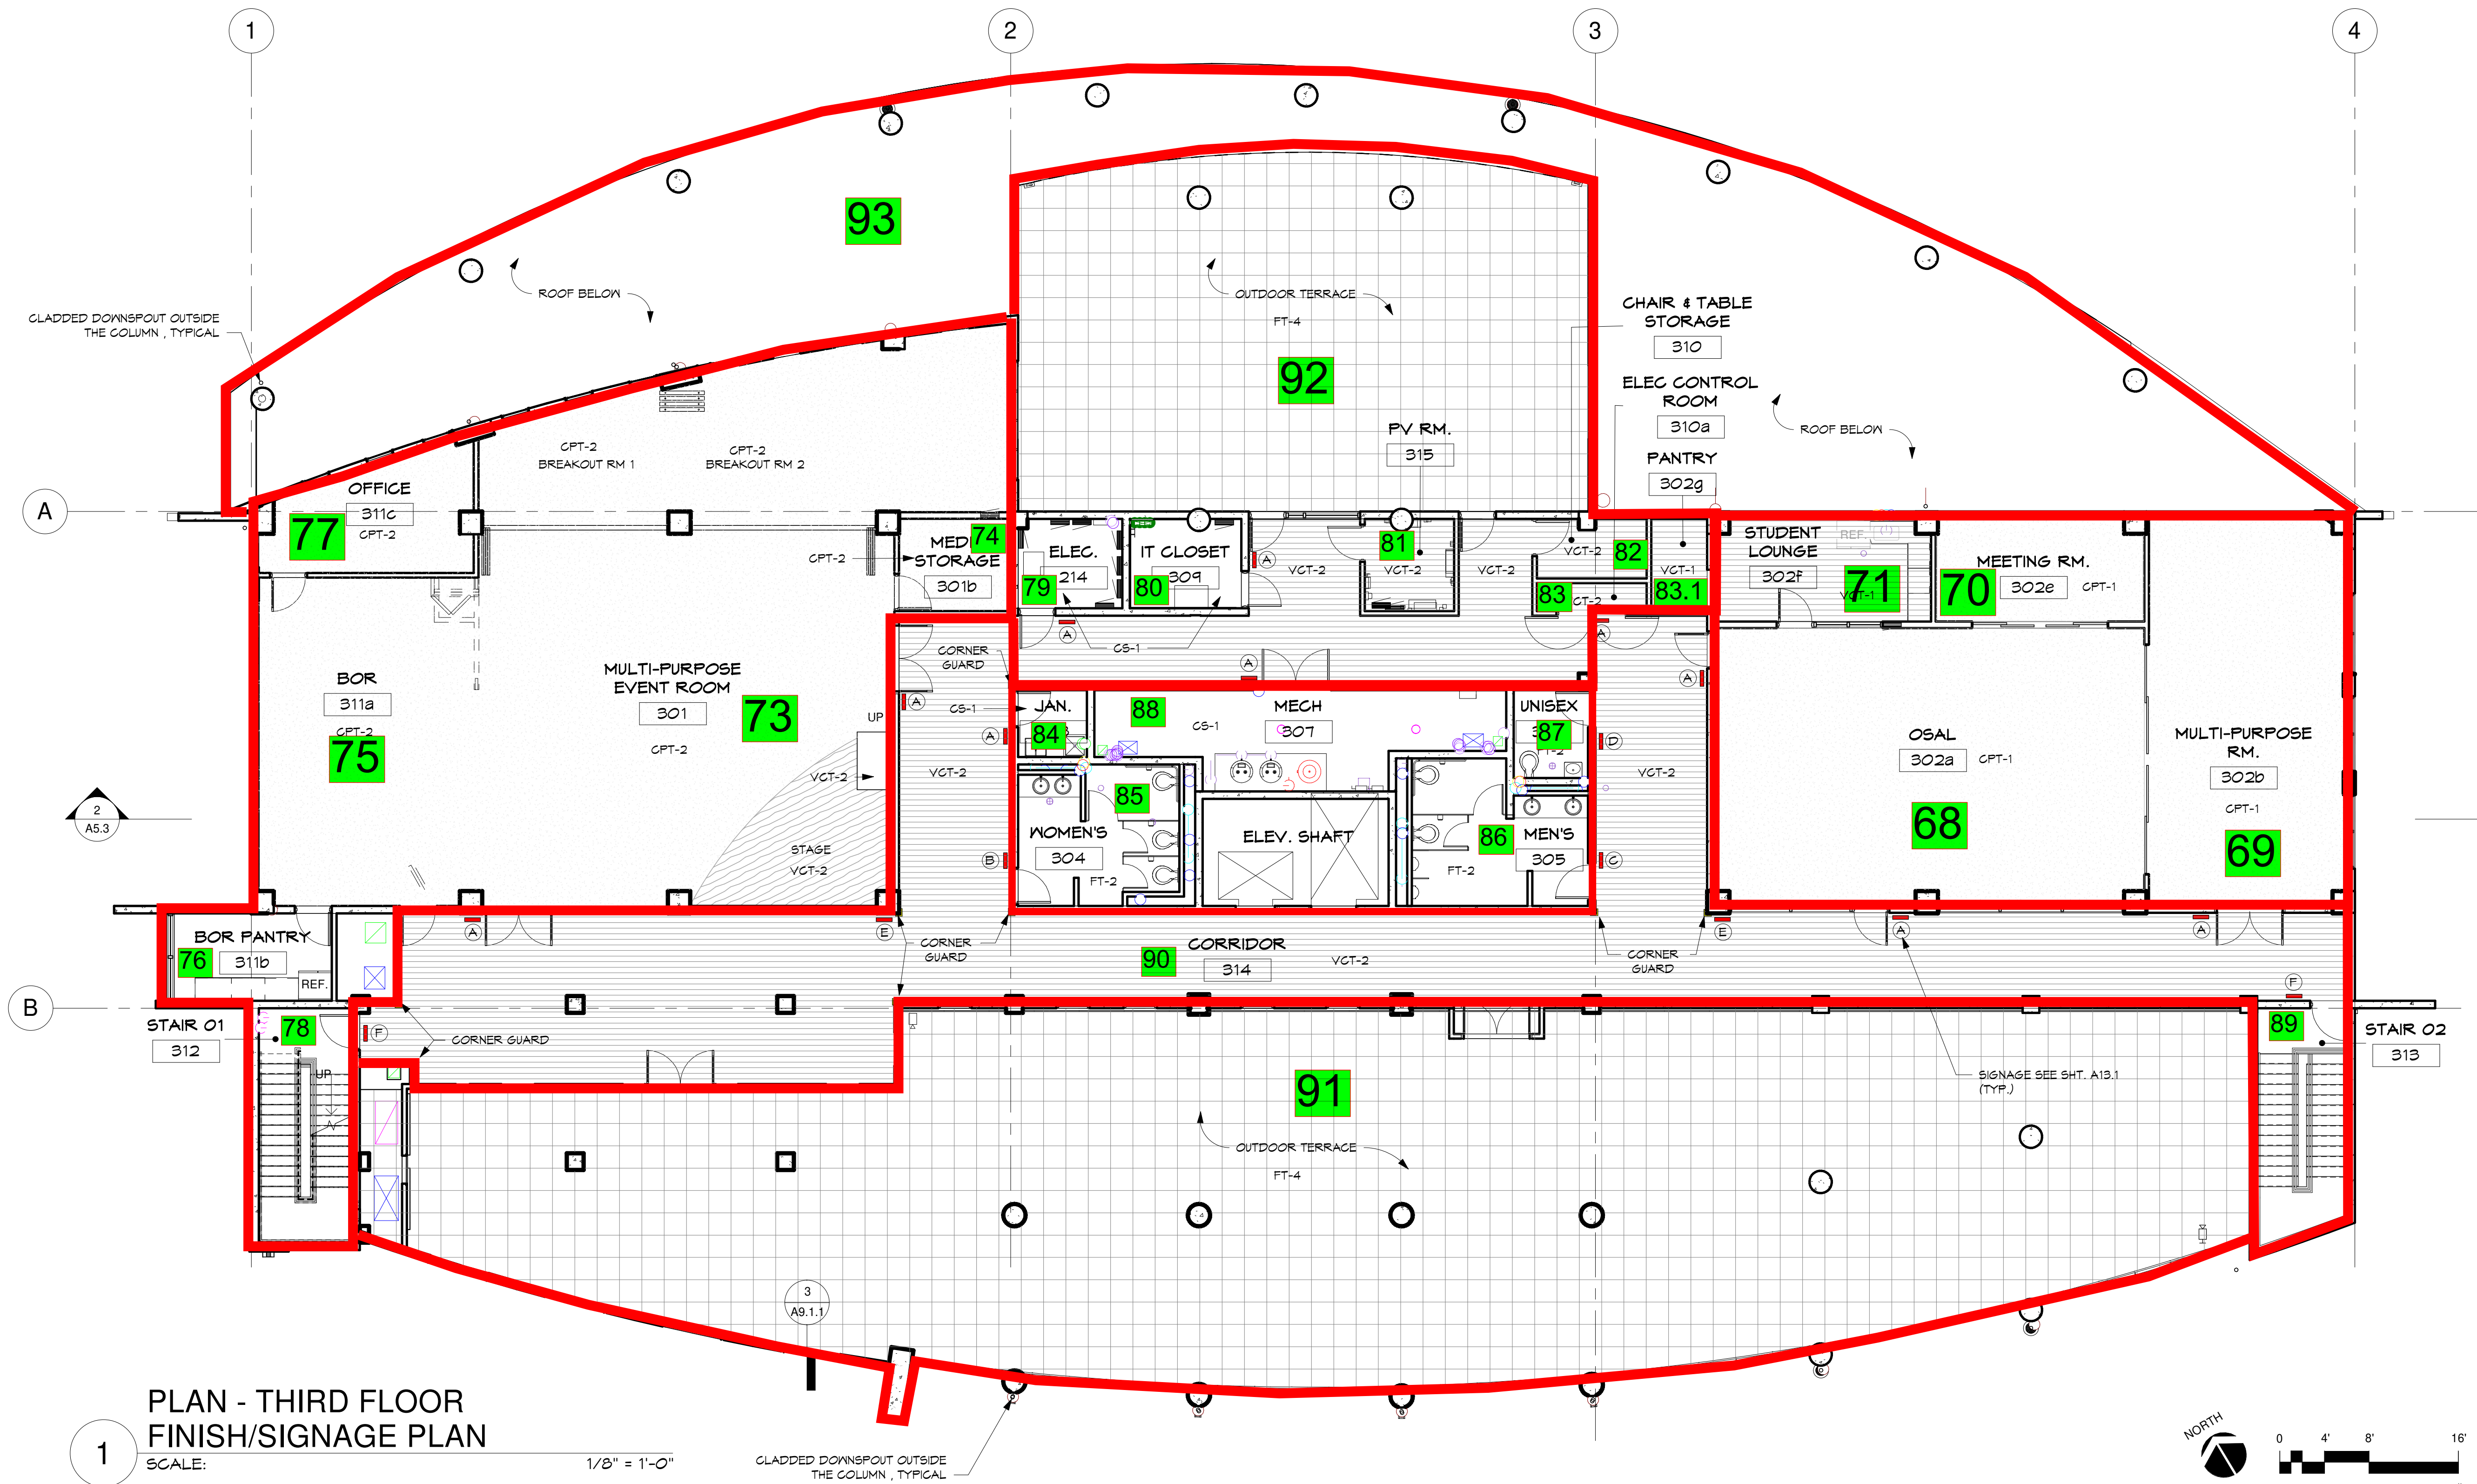 1
2
3
4
93
ROOF BELOW
OUTDOOR TERRACE
FT-4
CLADDED DOWNSPOUT OUTSIDE
THE COLUMN , TYPICAL
92
CHAIR & TABLE
STORAGE
310
ELEC CONTROL
ROOM
310a
PANTRY
302g
ROOF BELOW
PV RM.
315
CPT-2
BREAKOUT RM 1
CPT-2
BREAKOUT RM 2
A
OFFICE
311c
CPT-2
77
CPT-2
74
STORAGE
301b
ELEC.
214
79
IT CLOSET
309
80
A
VCT-2
81
VCT-2
VCT-2
VCT-2
82
83
VCT-1
83.1
STUDENT
LOUNGE
302f
REF.
71
VCT-1
MEETING RM.
302e
CPT-1
70
A
CS-1
A
A
CORNER
GUARD
BOR
311a
CPT-2
75
MULTI-PURPOSE
EVENT ROOM
301
73
CPT-2
UP
VCT-2
STAGE
VCT-2
A
CS-1
JAN.
84
88
MECH
307
CS-1
UNISEX
87
A
A
D
VCT-2
VCT-2
WOMEN'S
304
85
FT-2
B
ELEV. SHAFT
86
MEN'S
305
FT-2
C
OSAL
302a
CPT-1
68
MULTI-PURPOSE
RM.
302b
CPT-1
69
2
A5.3
BOR PANTRY
311b
76
REF.
A
E
CORNER
GUARD
CORRIDOR
314
90
VCT-2
CORNER
GUARD
E
A
A
F
B
STAIR 01
312
78
UP
F
CORNER GUARD
89
STAIR 02
313
SIGNAGE SEE SHT. A13.1
(TYP.)
91
OUTDOOR TERRACE
FT-4
3
A9.1.1
1
PLAN - THIRD FLOOR
FINISH/SIGNAGE PLAN
SCALE:
1/8" = 1'-0"
CLADDED DOWNSPOUT OUTSIDE
THE COLUMN , TYPICAL
NORTH
0
4'
8'
16'